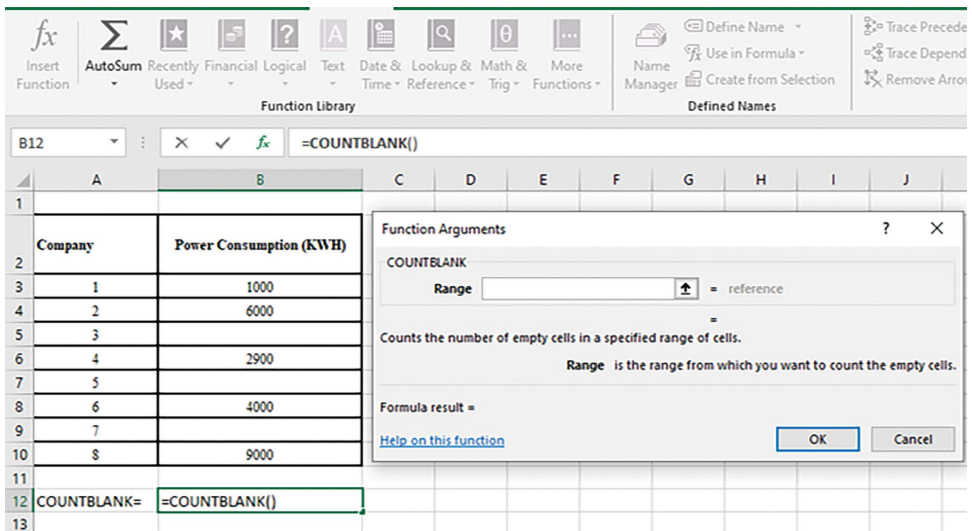 fx Insert Function
Σ AutoSum
Recently Used
Financial
Logical
A Text
Date & Time
Lookup & Reference
θ Math & Trig
More Functions
Function Library
Name Manager
Define Name
Use in Formula
Create from Selection
Defined Names
Trace Precede
Trace Depend
Remove Arrow
B12 fx =COUNTBLANK()
A B C D E F G H I J
1
2 Company Power Consumption (KWH)
3 1 1000
4 2 6000
5 3
6 4 2900
7 5
8 6 4000
9 7
10 8 9000
11
12 COUNTBLANK= =COUNTBLANK()
13
Function Arguments ?
COUNTBLANK
Range = reference
=
Counts the number of empty cells in a specified range of cells.
Range is the range from which you want to count the empty cells.
Formula result =
Help on this function
OK Cancel